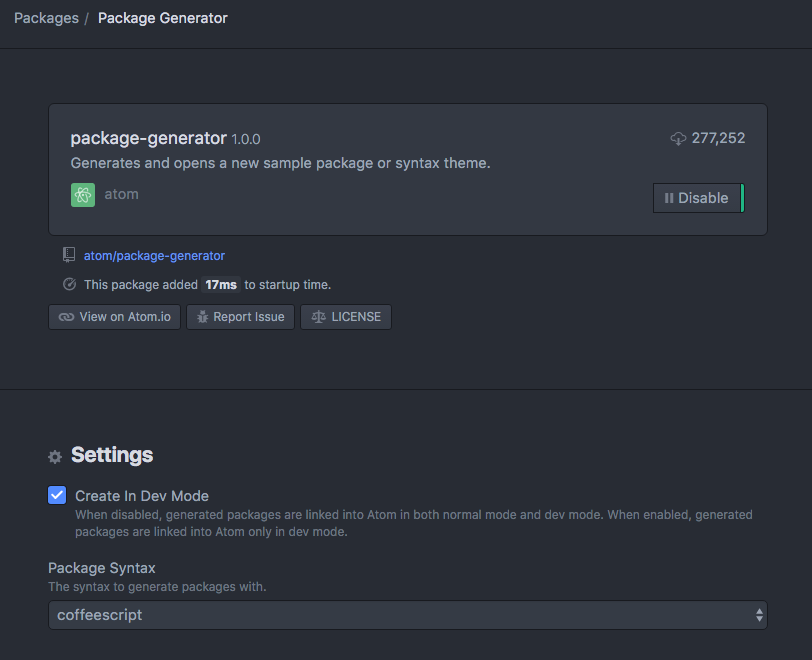 Packages / Package Generator
package-generator 1.0.0
277,252
Generates and opens a new sample package or syntax theme.
atom
Disable
atom/package-generator
This package added 17ms to startup time.
View on Atom.io
Report Issue
LICENSE
Settings
Create In Dev Mode
When disabled, generated packages are linked into Atom in both normal mode and dev mode. When enabled, generated
packages are linked into Atom only in dev mode.
Package Syntax
The syntax to generate packages with.
coffeescript